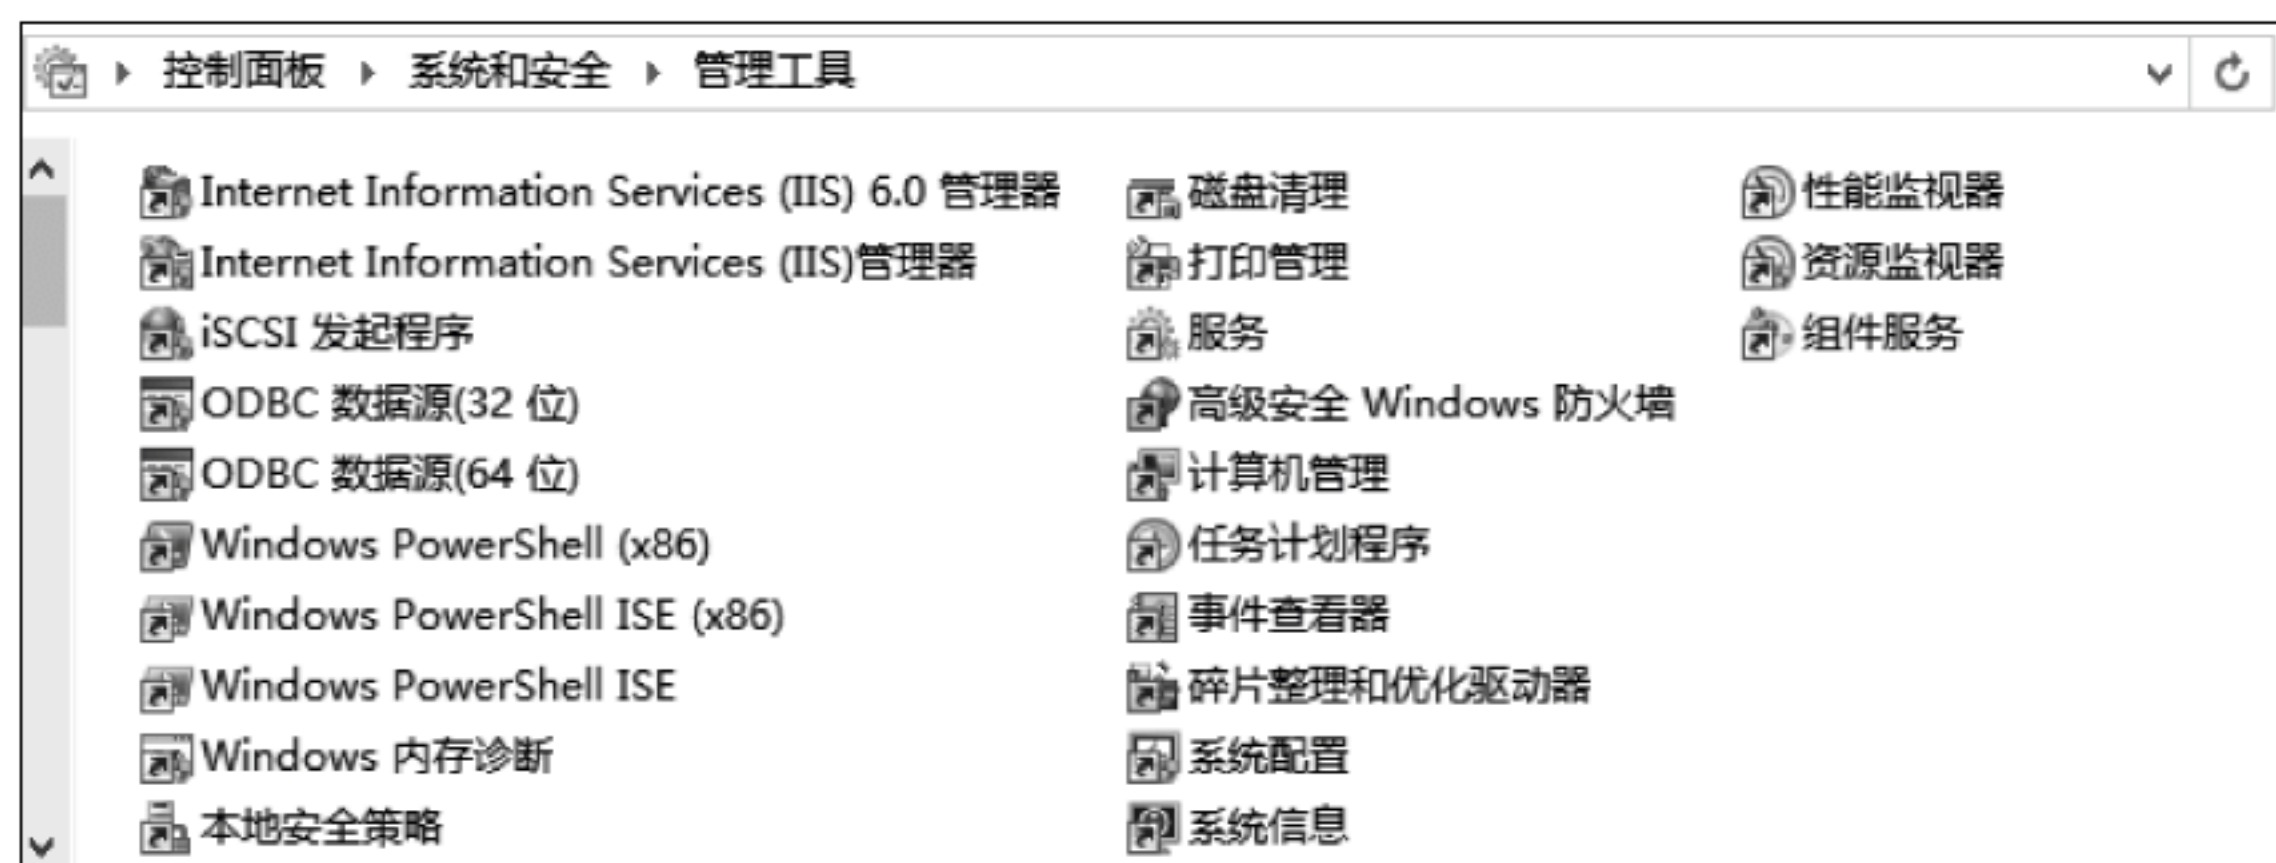 控制面板 系统和安全 管理工具
Internet Information Services (IIS) 6.0 管理器
Internet Information Services (IIS)管理器
iSCSI 发起程序
ODBC 数据源(32 位)
ODBC 数据源(64 位)
Windows PowerShell (x86)
Windows PowerShell ISE (x86)
Windows PowerShell ISE
Windows 内存诊断
本地安全策略
磁盘清理
打印管理
服务
高级安全 Windows 防火墙
计算机管理
任务计划程序
事件查看器
碎片整理和优化驱动器
系统配置
系统信息
性能监视器
资源监视器
组件服务